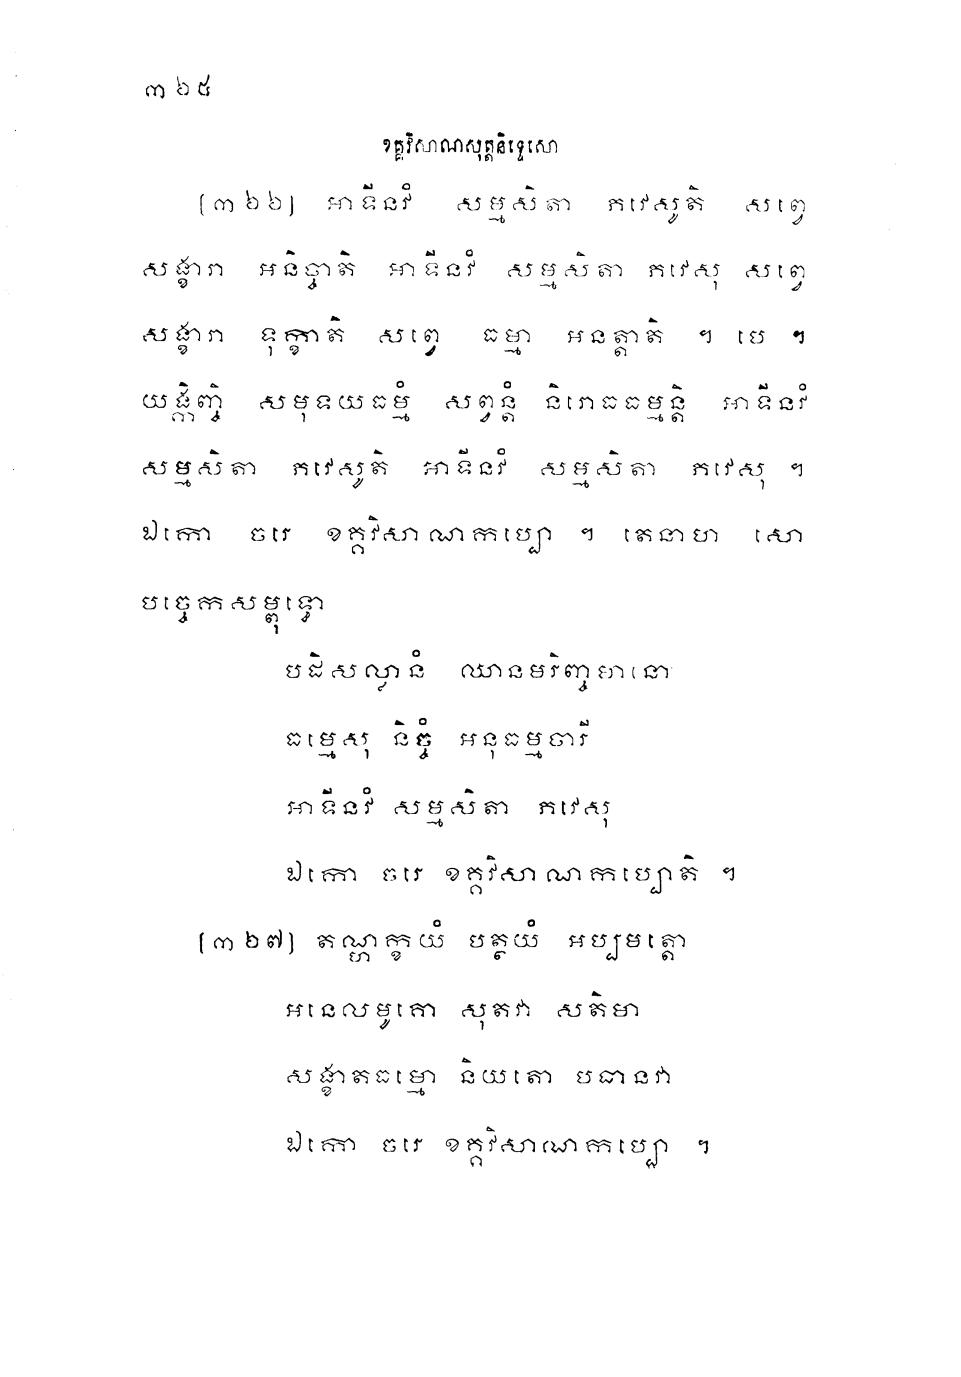 ៣៦៥
ខគ្គវិសាណសុត្តនិទ្ទេសោ
(៣៦៦) អាទីនវំ សម្មសិតា ភវេសូតិ សព្វេ
សង្ខារា អនិច្ចាតិ អាទីនវំ សម្មសិតា ភវេសុ សព្វេ
សង្ខារា ទុក្ខាតិ សព្វេ ធម្មា អនត្តាតិ ។ បេ ។
យង្កិញ្ចិ សមុទយធម្មំ សព្វន្តំ និរោធធម្មន្តិ អាទីនវំ
សម្មសិតា ភវេសូតិ អាទីនវំ សម្មសិតា ភវេសុ ។
ឯកោ ចរេ ខគ្គវិសាណកប្បោ ។ តេនាហ សោ
បច្ចេកសម្ពុទ្ធោ
បដិសល្លានំ ឈានមរិញ្ចមានោ
ធម្មេសុ និច្ចំ អនុធម្មចារី
អាទីនវំ សម្មសិតា ភវេសុ
ឯកោ ចរេ ខគ្គវិសាណកប្បោតិ ។
(៣៦៧) តណ្ហក្ខយំ បត្ថយំ អប្បមត្តោ
អនេលមូគោ សុតវា សតិមា
សង្ខាតធម្មោ និយតោ បធានវា
ឯកោ ចរេ ខគ្គវិសាណកប្បោ ។